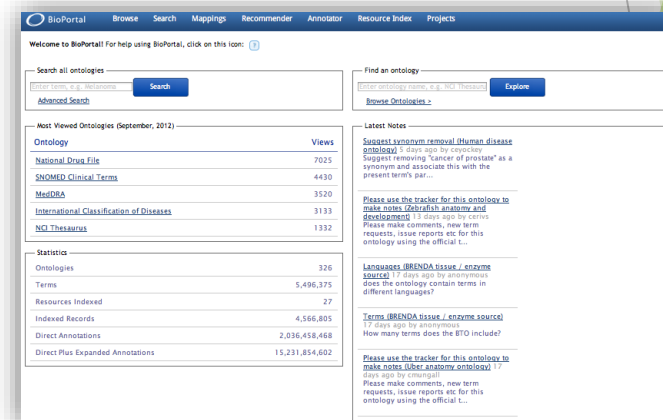 BioPortal Browse Search Mappings Recommender Annotator Resource Index Projects
Welcome to BioPortal! For help using BioPortal, click on this icon: ?
Search all ontologies
Enter term, e.g. Melanoma Search
Advanced Search
Most Viewed Ontologies (September, 2012)
Ontology Views
National Drug File 7025
SNOMED Clinical Terms 4430
MedDRA 3520
International Classification of Diseases 3133
NCI Thesaurus 1332
Statistics
Ontologies 326
Terms 5,496,375
Resources Indexed 27
Indexed Records 4,566,805
Direct Annotations 2,036,458,468
Direct Plus Expanded Annotations 15,231,854,602
Find an ontology
Enter ontology name, e.g. NCI Thesauru Explore
Browse Ontologies >
Latest Notes
Suggest synonym removal (Human disease
ontology) 5 days ago by ceyockey
Suggest removing "cancer of prostate" as a
synonym and associate this with the
present term's par...
Please use the tracker for this ontology to
make notes (Zebrafish anatomy and
development) 13 days ago by cerivs
Please make comments, new term
requests, issue reports etc for this
ontology using the official t...
Languages (BRENDA tissue / enzyme
source) 17 days ago by anonymous
does the ontology contain terms in
different languages?
Terms (BRENDA tissue / enzyme source)
17 days ago by anonymous
How many terms does the BTO include?
Please use the tracker for this ontology to
make notes (Uber anatomy ontology) 17
days ago by cmungall
Please make comments, new term
requests, issue reports etc for this
ontology using the official t...